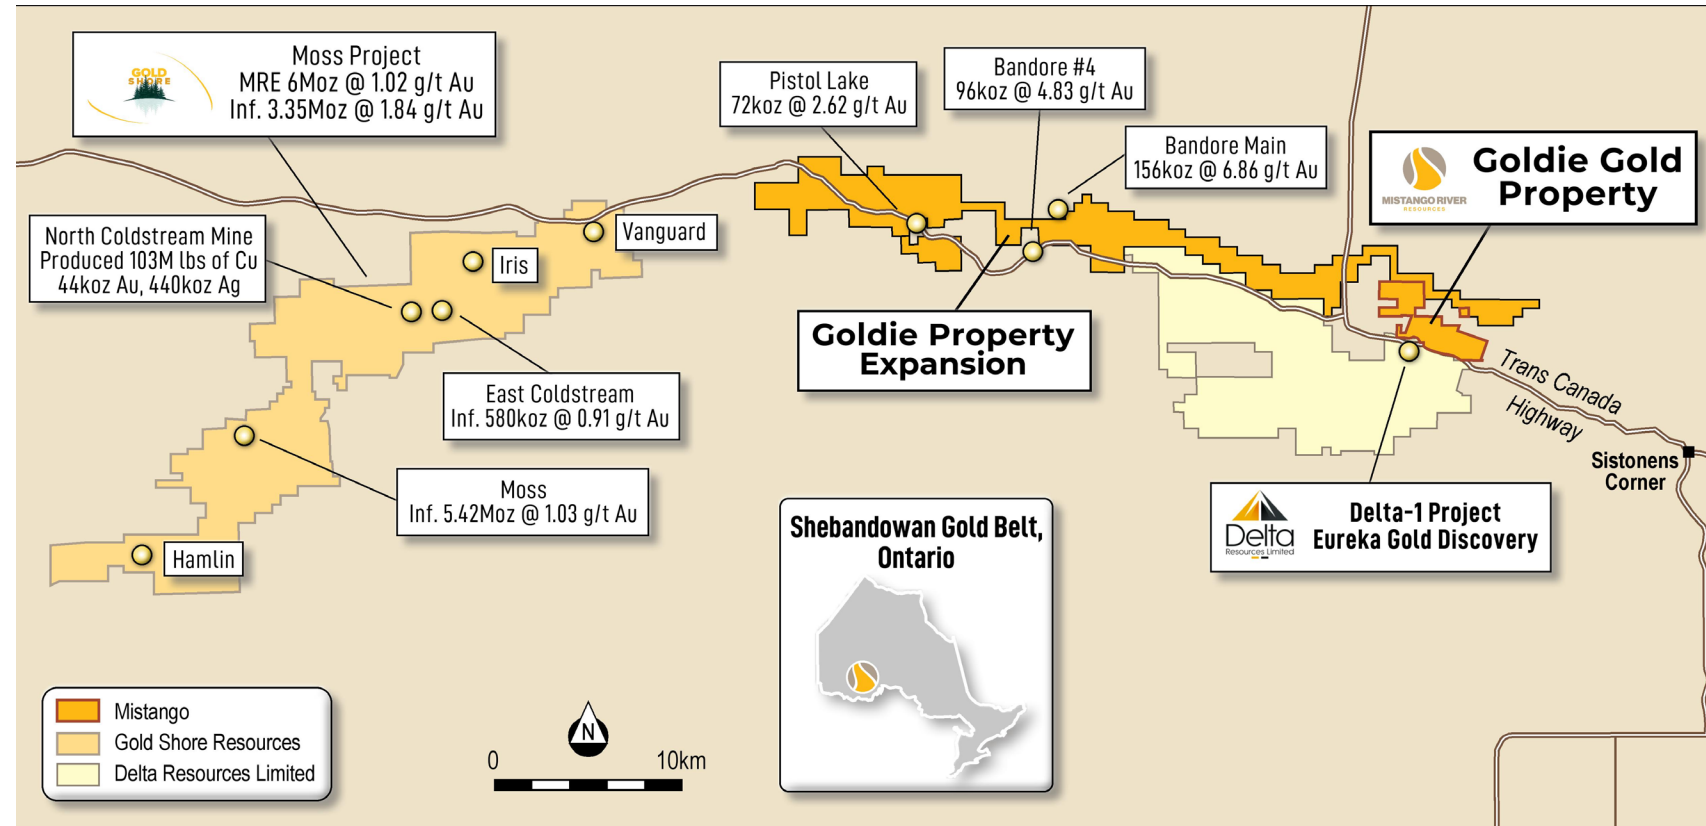 GOLD
SHORE
Moss Project
MRE 6Moz @ 1.02 g/t Au
Inf. 3.35Moz @ 1.84 g/t Au
Pistol Lake
72koz @ 2.62 g/t Au
Bandore #4
96koz @ 4.83 g/t Au
Bandore Main
156koz @ 6.86 g/t Au
MISTANGO RIVER
RESOURCES
Goldie Gold
Property
North Coldstream Mine
Produced 103M lbs of Cu
44koz Au, 440koz Ag
Vanguard
Iris
Goldie Property
Expansion
East Coldstream
Inf. 580koz @ 0.91 g/t Au
Trans Canada
Highway
Sistonens
Corner
Moss
Inf. 5.42Moz @ 1.03 g/t Au
Hamlin
Delta
Resources Limited
Delta-1 Project
Eureka Gold Discovery
Shebandowan Gold Belt,
Ontario
Mistango
Gold Shore Resources
Delta Resources Limited
N
0 10km